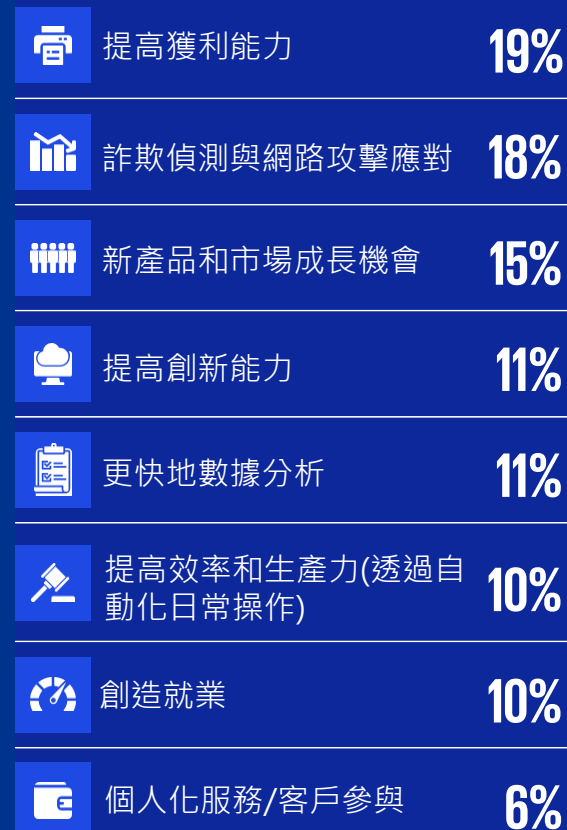 提高獲利能力 19%
詐欺偵測與網路攻擊應對 18%
新產品和市場成長機會 15%
提高創新能力 11%
更快地數據分析 11%
提高效率和生產力(透過自
動化日常操作) 10%
創造就業 10%
個人化服務/客戶參與 6%